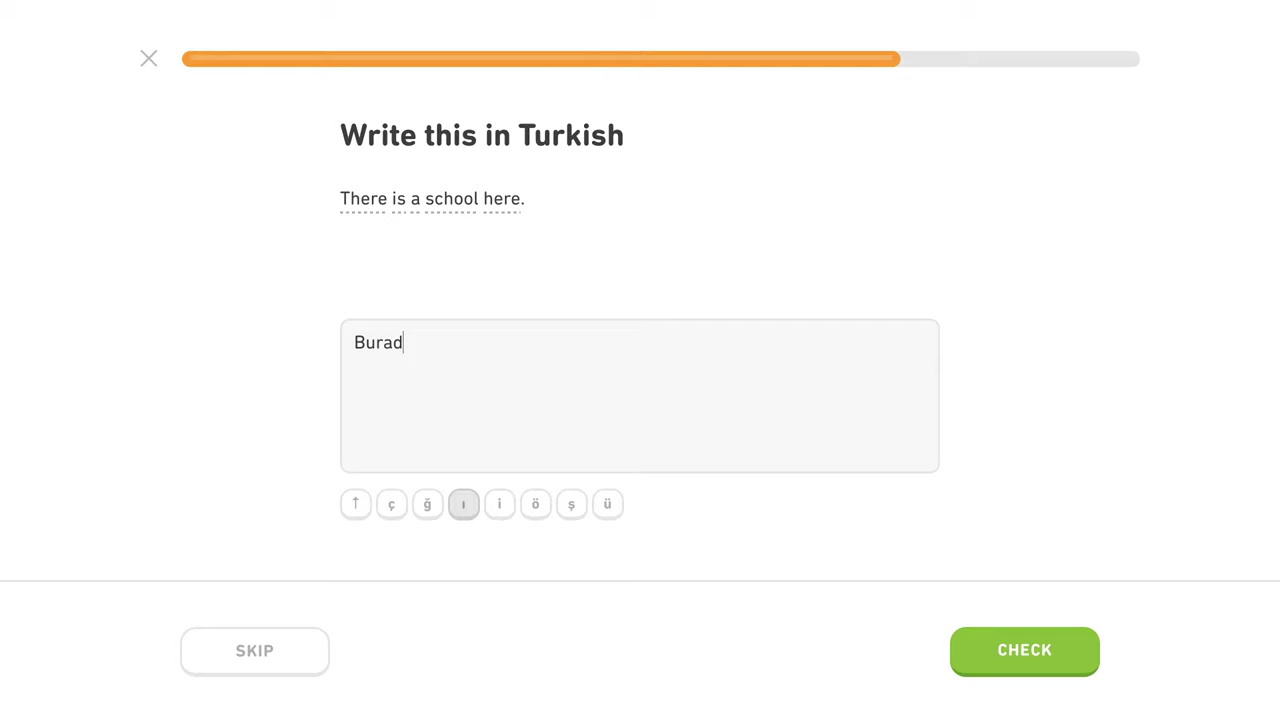 Write this in Turkish
There is a school here.
Burad
↑ ç ğ ı i ö ş ü
SKIP
CHECK